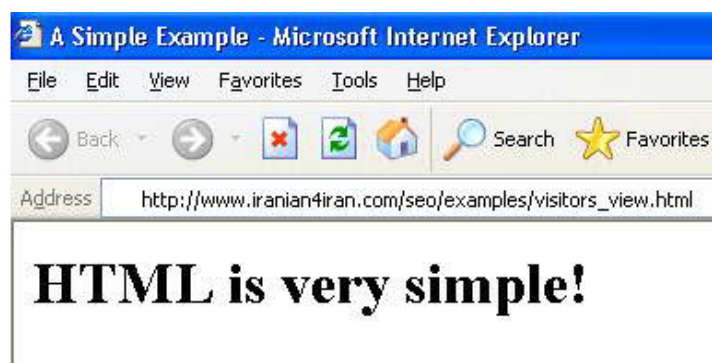 A Simple Example - Microsoft Internet Explorer
File Edit View Favorites Tools Help
Back Search Favorites
Address http://www.iranian4iran.com/seo/examples/visitors_view.html
HTML is very simple!